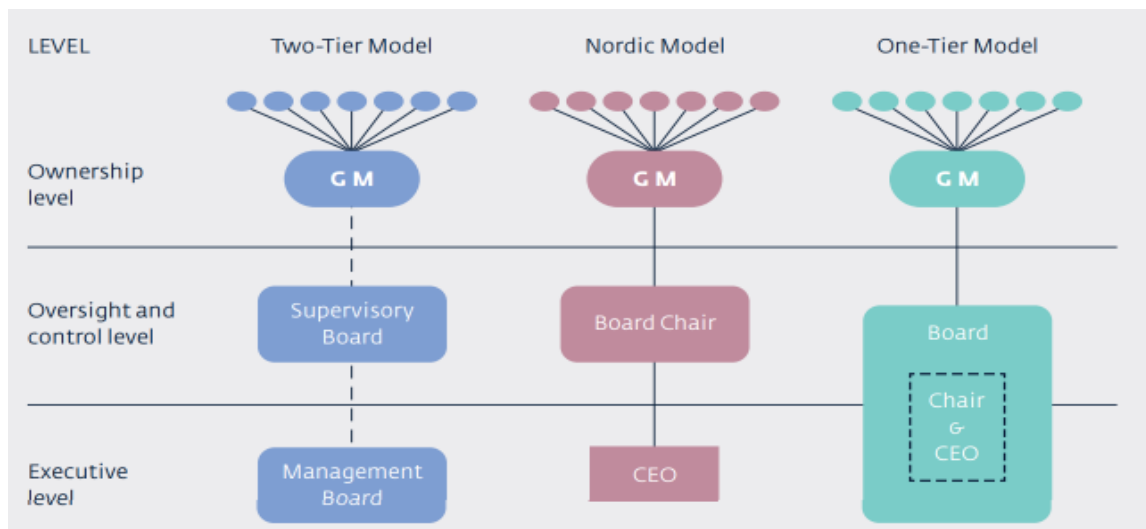 LEVEL
Two-Tier Model
Nordic Model
One-Tier Model
Ownership
level
G M
G M
G M
Oversight and
control level
Supervisory
Board
Board Chair
Board
Chair
&
CEO
Executive
level
Management
Board
CEO